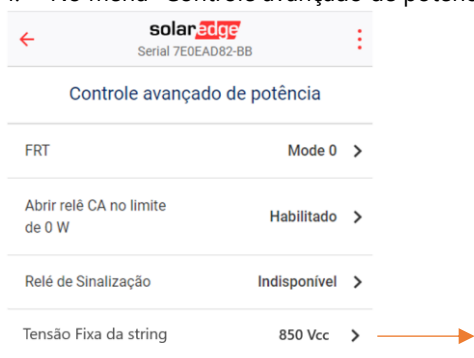 solaredge
Serial 7E0EAD82-BB
Controle avançado de potência
FRT Mode 0
Abrir relê CA no limite
de 0 W Habilitado
Relé de Sinalização Indisponível
Tensão Fixa da string 850 Vcc